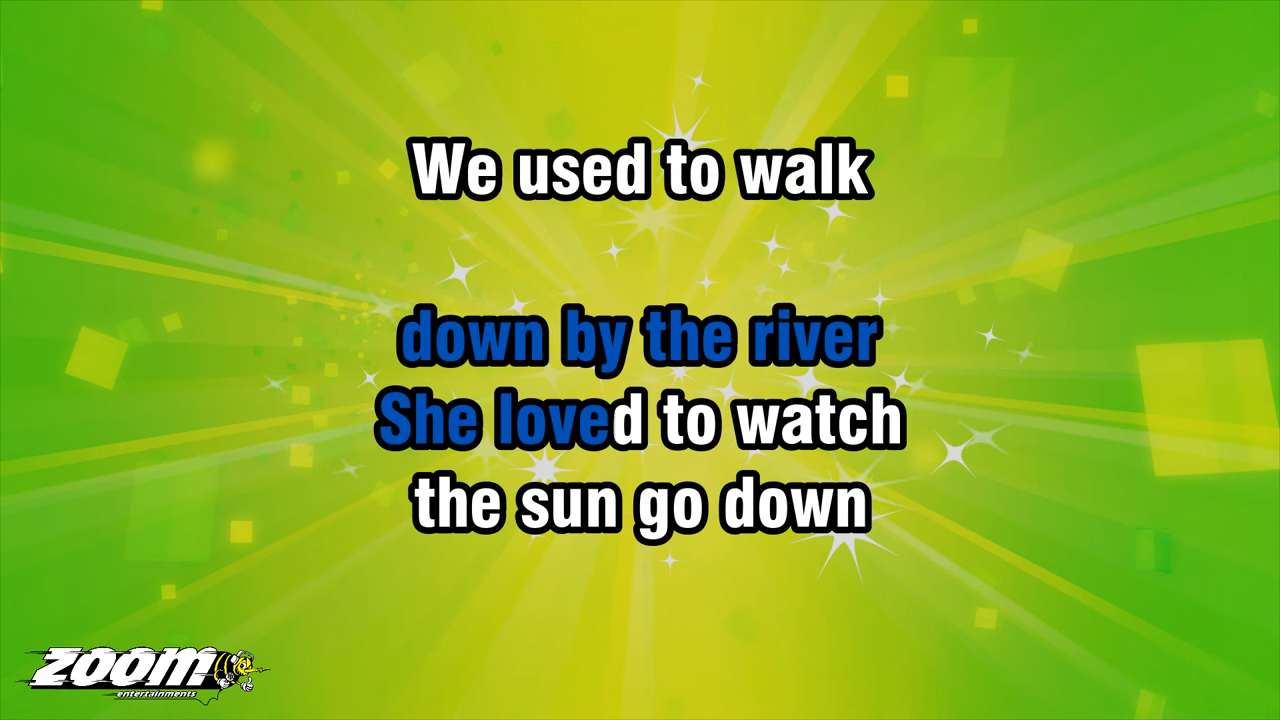 We used to walk
down by the river
She loved to watch
the sun go down
zoom
entertainments